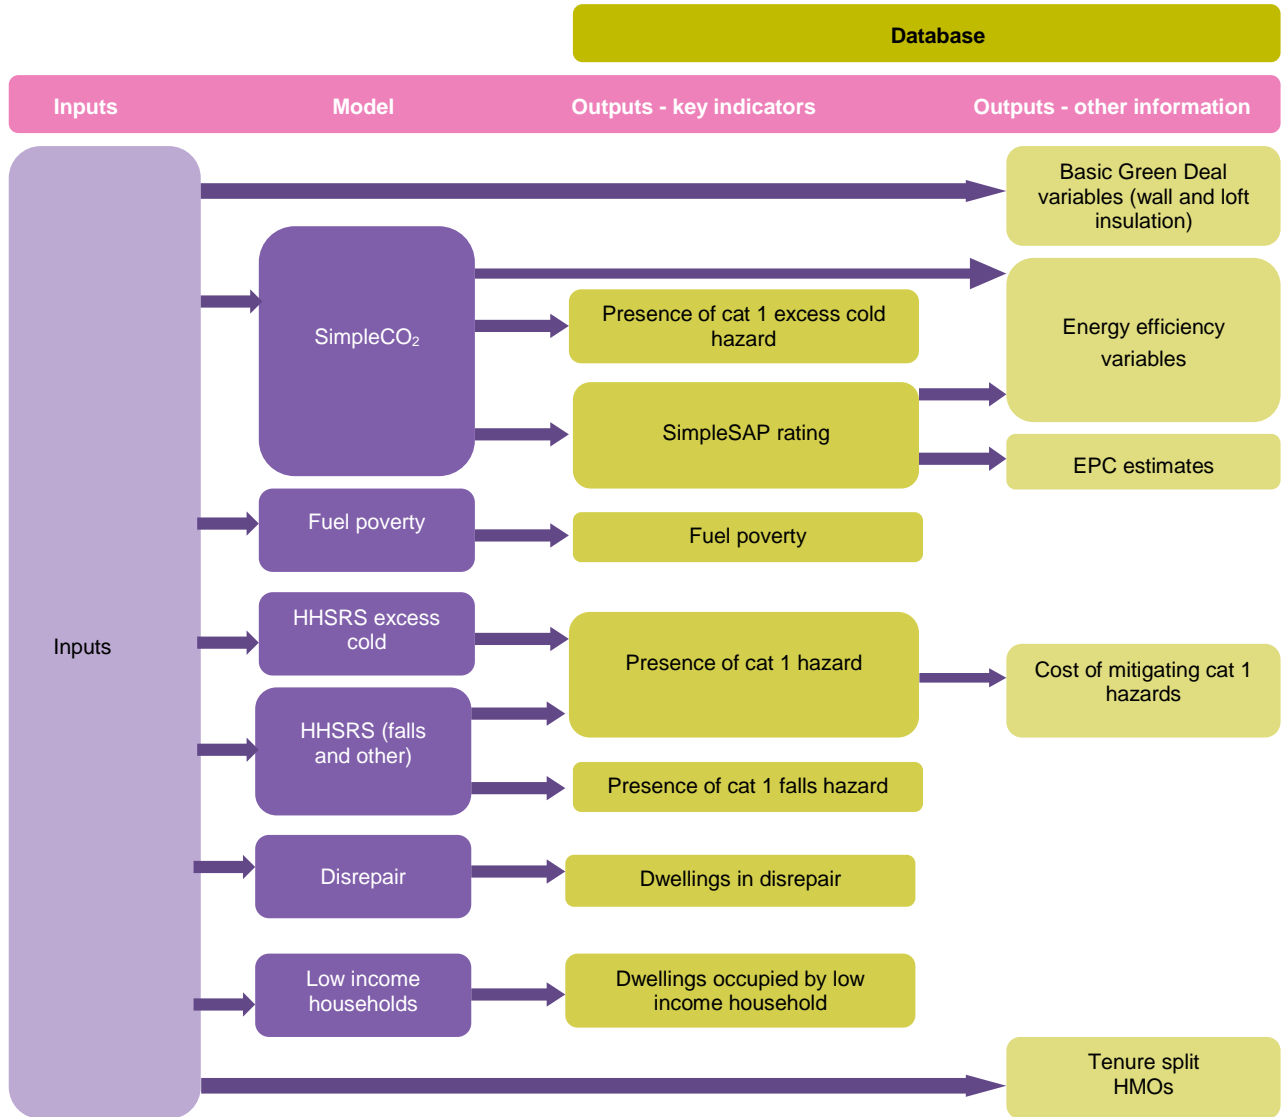 Database
Inputs
Model
Outputs - key indicators
Outputs - other information
Basic Green Deal
variables (wall and loft
insulation)
SimpleCO₂
Presence of cat 1 excess cold
hazard
Energy efficiency
variables
SimpleSAP rating
EPC estimates
Fuel poverty
Fuel poverty
Inputs
HHSRS excess
cold
Presence of cat 1 hazard
Cost of mitigating cat 1
hazards
HHSRS (falls
and other)
Presence of cat 1 falls hazard
Disrepair
Dwellings in disrepair
Low income
households
Dwellings occupied by low
income household
Tenure split
HMOs